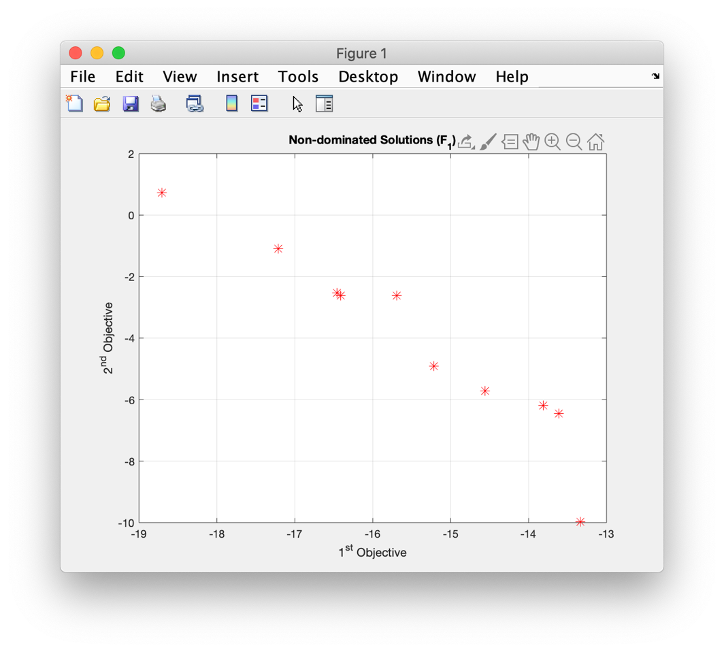 Figure 1
File Edit View Insert Tools Desktop Window Help
Non-dominated Solutions (F1)
2
0
-2
-4
-6
-8
-10
-19 -18 -17 -16 -15 -14 -13
2nd Objective
1st Objective